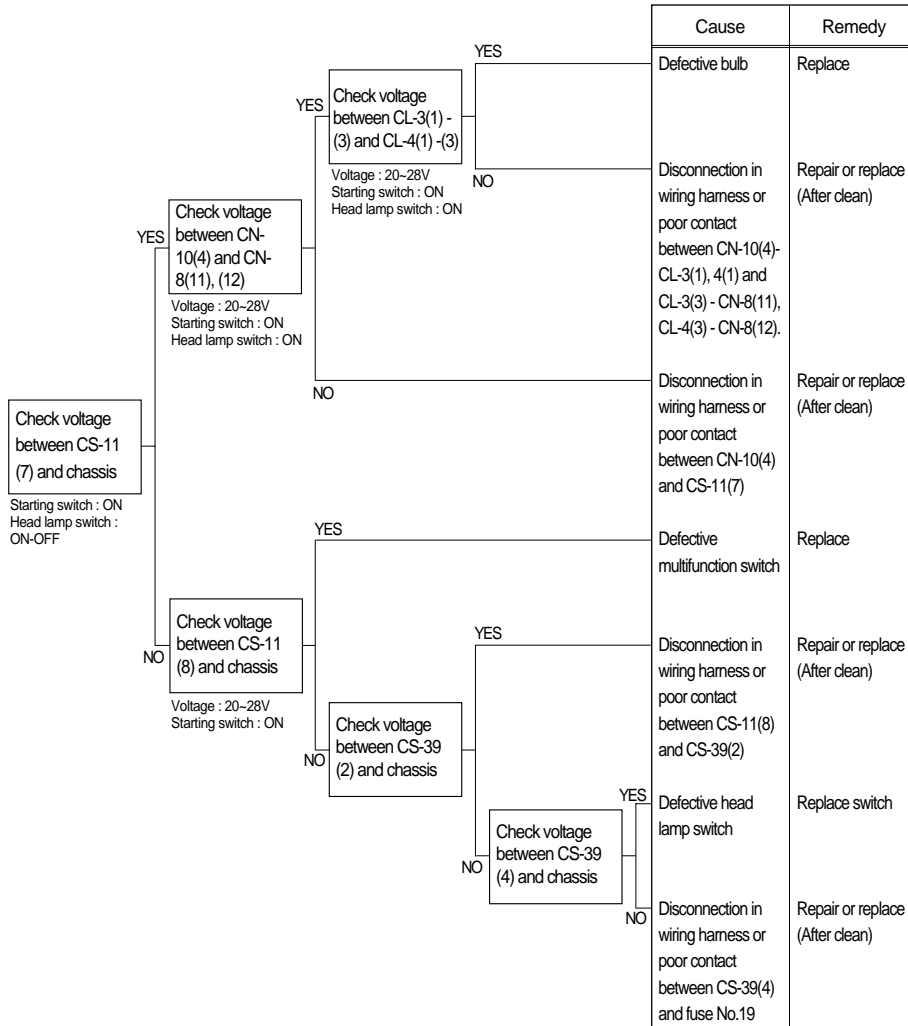 Cause
Remedy
YES
Defective bulb
Replace
YES
Check voltage
between CL-3(1) -
(3) and CL-4(1) -(3)
Voltage : 20~28V
Starting switch : ON
Head lamp switch : ON
NO
Disconnection in
wiring harness or
poor contact
between CN-10(4)-
CL-3(1), 4(1) and
CL-3(3) - CN-8(11),
CL-4(3) - CN-8(12).
Repair or replace
(After clean)
YES
Check voltage
between CN-
10(4) and CN-
8(11), (12)
Voltage : 20~28V
Starting switch : ON
Head lamp switch : ON
NO
Disconnection in
wiring harness or
poor contact
between CN-10(4)
and CS-11(7)
Repair or replace
(After clean)
Check voltage
between CS-11
(7) and chassis
Starting switch : ON
Head lamp switch :
ON-OFF
YES
Defective
multifunction switch
Replace
NO
Check voltage
between CS-11
(8) and chassis
Voltage : 20~28V
Starting switch : ON
YES
Disconnection in
wiring harness or
poor contact
between CS-11(8)
and CS-39(2)
Repair or replace
(After clean)
NO
Check voltage
between CS-39
(2) and chassis
YES
Defective head
lamp switch
Replace switch
NO
Check voltage
between CS-39
(4) and chassis
NO
Disconnection in
wiring harness or
poor contact
between CS-39(4)
and fuse No.19
Repair or replace
(After clean)